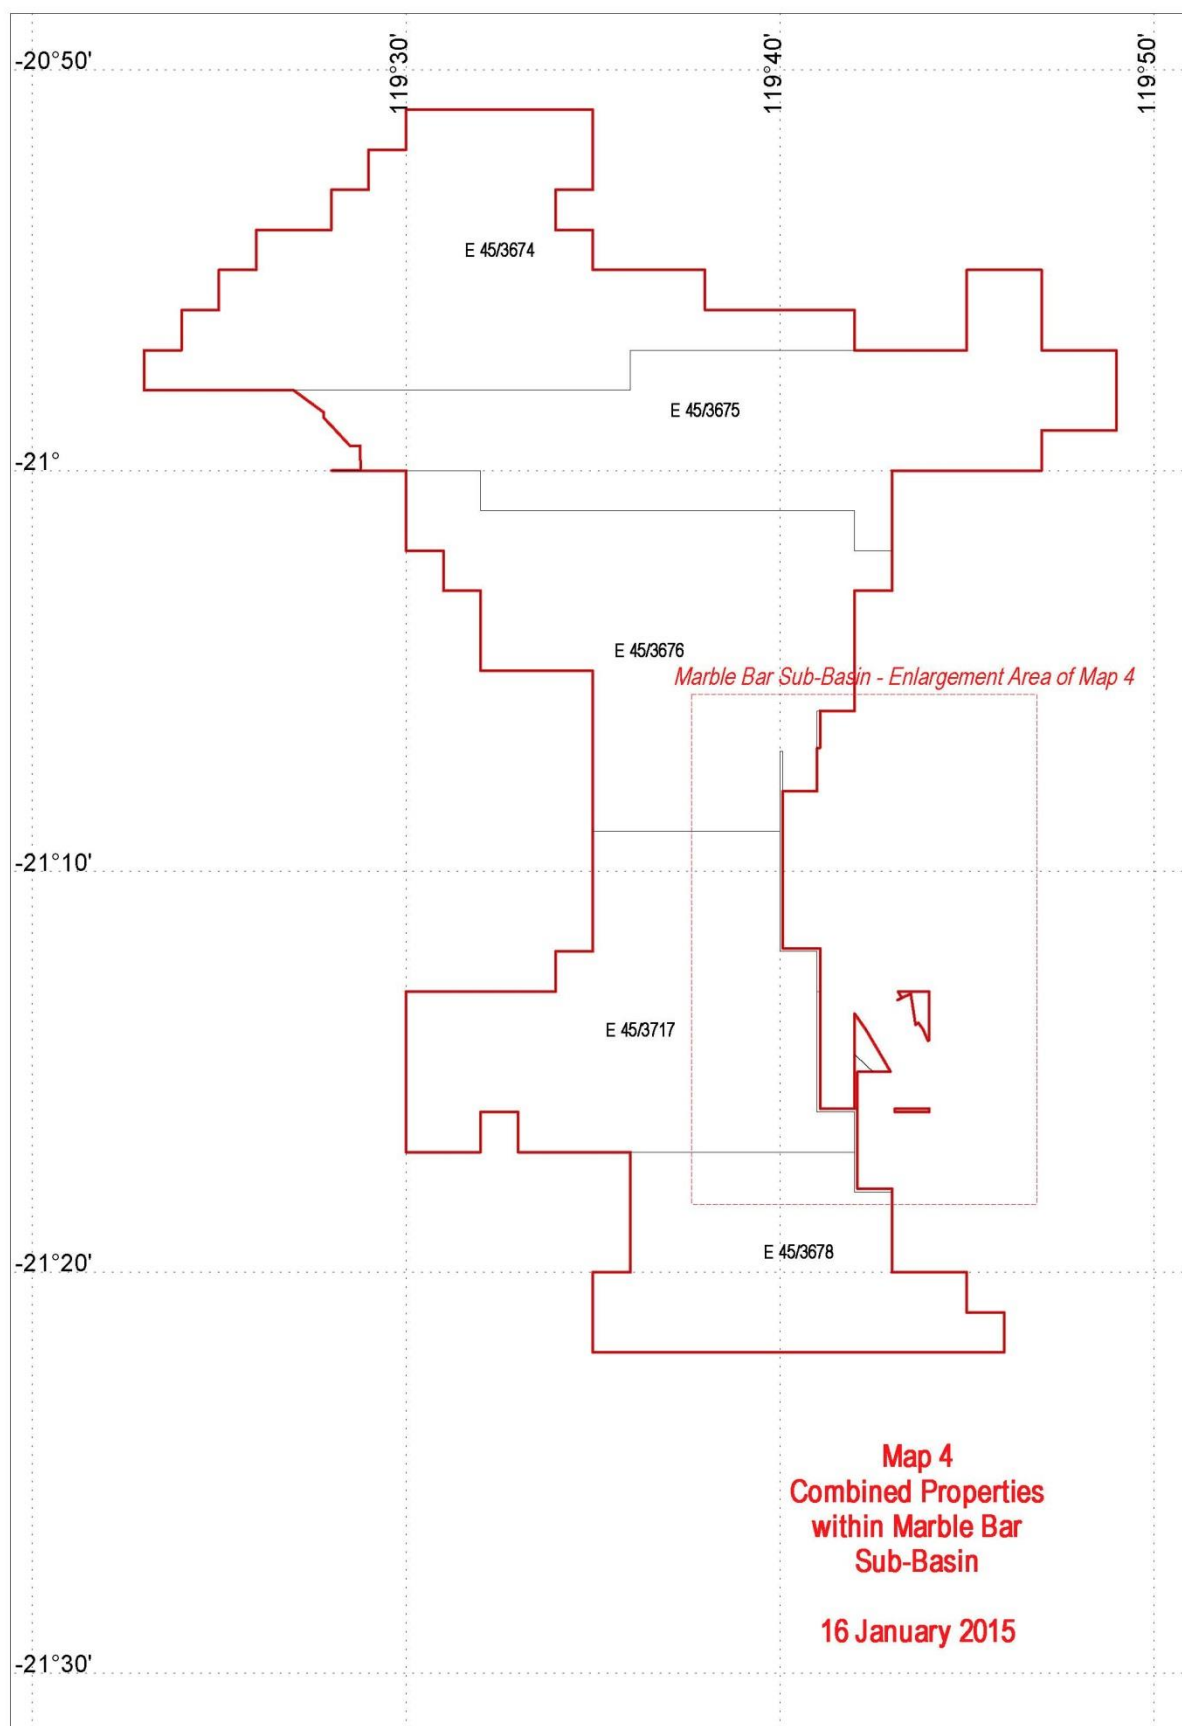 -20°50'
119°30'
119°40'
119°50'
E 45/3674
E 45/3675
-21°
E 45/3676
Marble Bar Sub-Basin - Enlargement Area of Map 4
-21°10'
E 45/3717
-21°20'
E 45/3678
Map 4
Combined Properties
within Marble Bar
Sub-Basin
16 January 2015
-21°30'